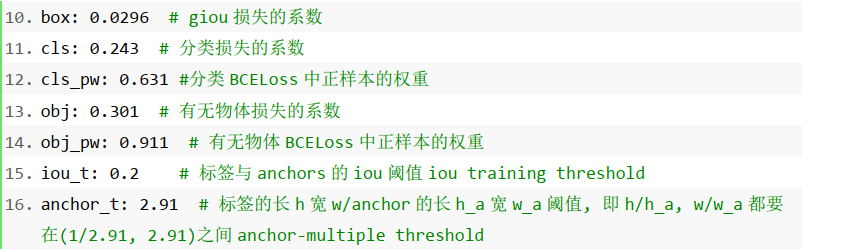 10. box: 0.0296  # giou 损失的系数
11. cls: 0.243  # 分类损失的系数
12. cls_pw: 0.631 #分类 BCELoss 中正样本的权重
13. obj: 0.301  # 有无物体损失的系数
14. obj_pw: 0.911  # 有无物体 BCELoss 中正样本的权重
15. iou_t: 0.2    # 标签与 anchors 的 iou 阈值 iou training threshold
16. anchor_t: 2.91  # 标签的长 h 宽 w/anchor 的长 h_a 宽 w_a 阈值, 即 h/h_a, w/w_a 都要
在(1/2.91, 2.91)之间 anchor-multiple threshold